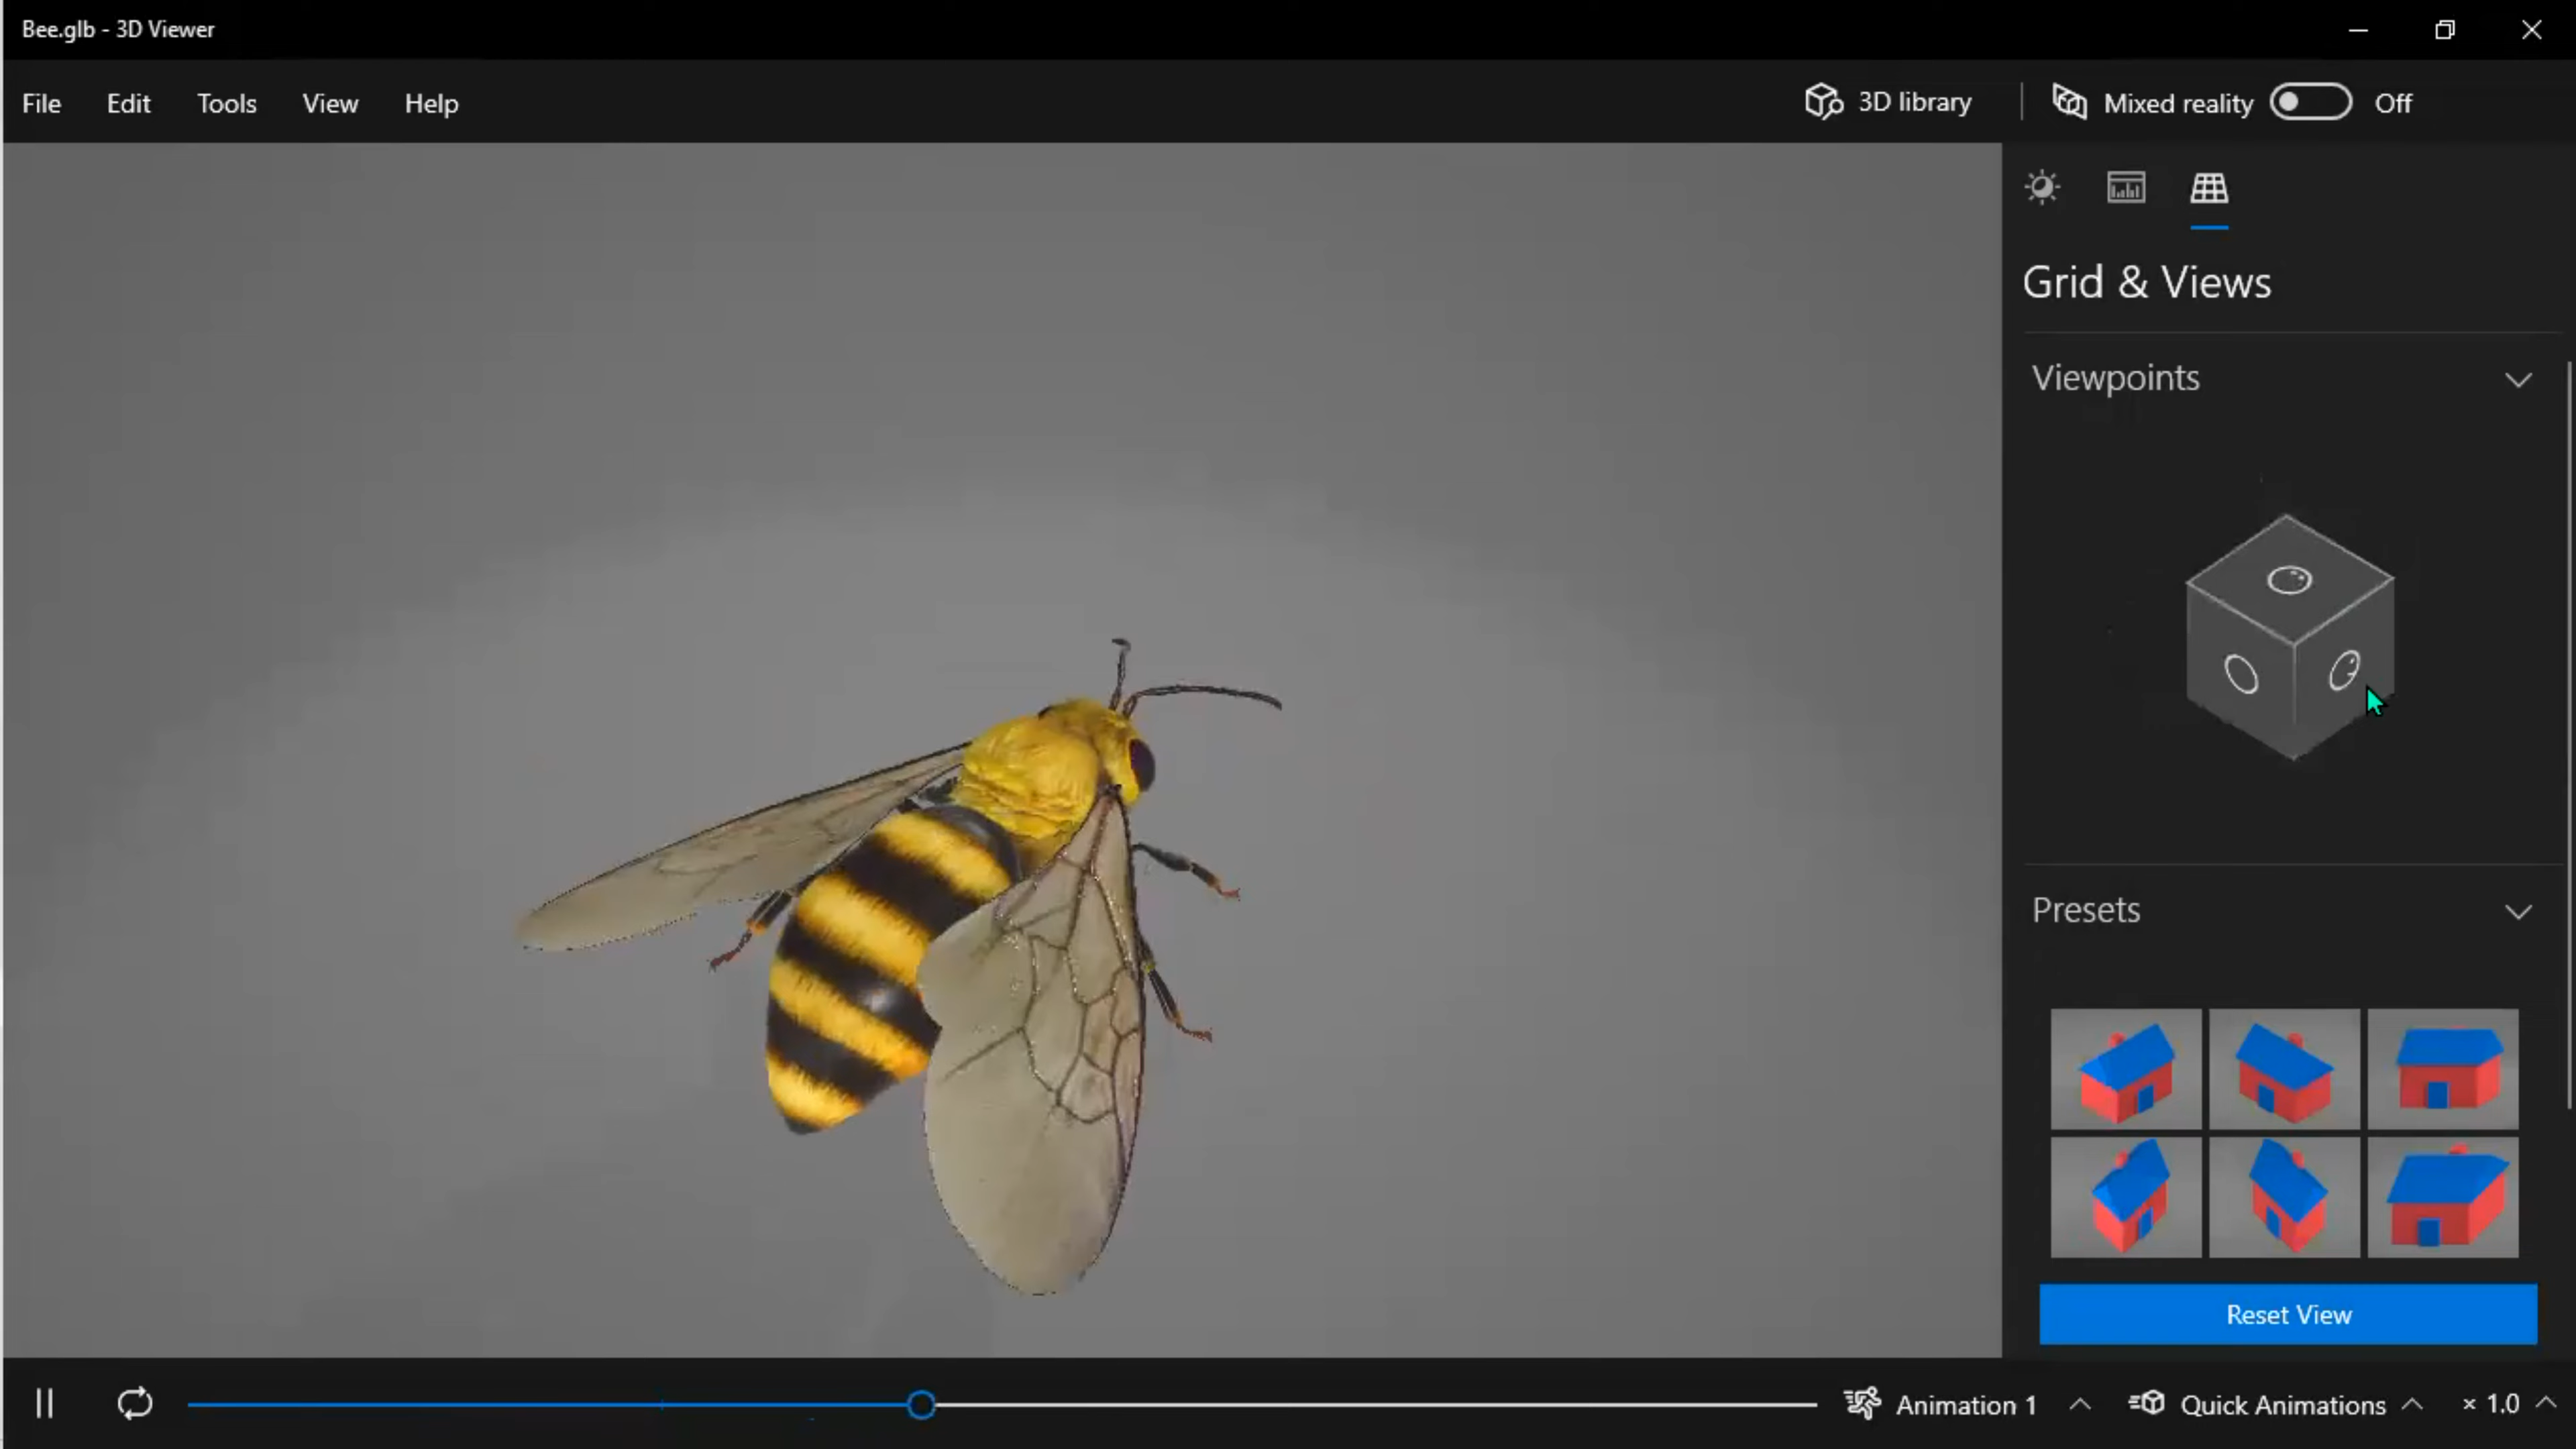 Bee.glb - 3D Viewer
File Edit Tools View Help
3D library
Mixed reality Off
Grid & Views
Viewpoints
Presets
Reset View
Animation 1
Quick Animations
× 1.0